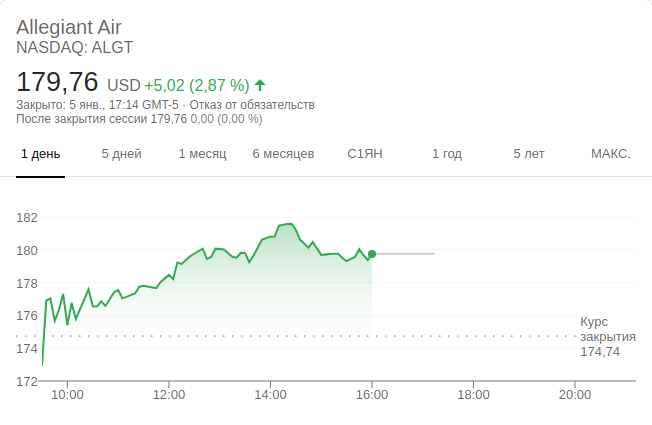 Allegiant Air
NASDAQ: ALGT
179,76 USD +5,02 (2,87 %)
Закрыто: 5 янв., 17:14 GMT-5 · Отказ от обязательств
После закрытия сессии 179,76 0,00 (0,00 %)
1 день 5 дней 1 месяц 6 месяцев С1ЯН 1 год 5 лет МАКС.
182
180
178
176
174
172
Курс
закрытия
174,74
10:00 12:00 14:00 16:00 18:00 20:00